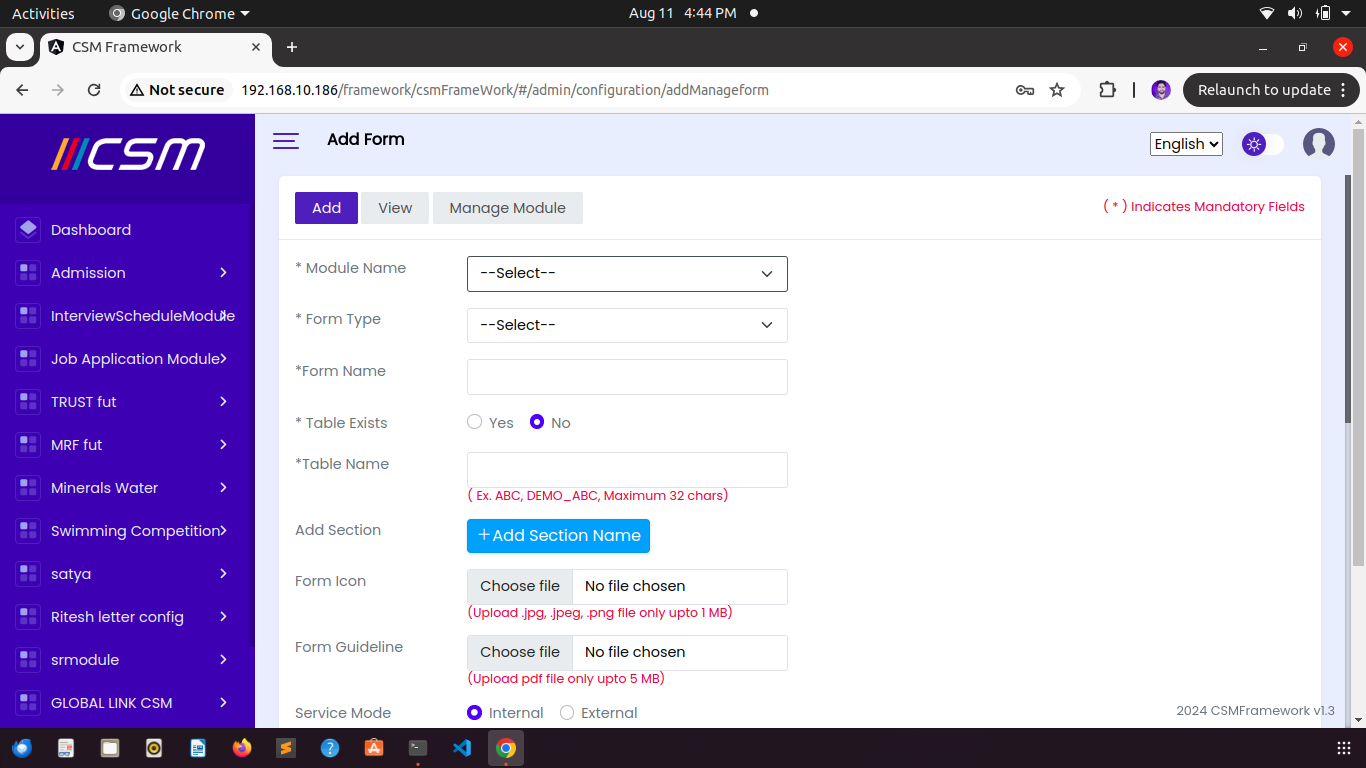 Activities Google Chrome Aug 11 4:44 PM
CSM Framework
Not secure 192.168.10.186/framework/csmFrameWork/#/admin/configuration/addManageform Relaunch to update
CSM
Add Form
English
Dashboard
Admission
InterviewScheduleModule
Job Application Module
TRUST fut
MRF fut
Minerals Water
Swimming Competition
satya
Ritesh letter config
srmodule
GLOBAL LINK CSM
Add View Manage Module
( * ) Indicates Mandatory Fields
* Module Name --Select--
* Form Type --Select--
*Form Name
* Table Exists Yes No
*Table Name
( Ex. ABC, DEMO_ABC, Maximum 32 chars)
Add Section +Add Section Name
Form Icon Choose file No file chosen
(Upload .jpg, .jpeg, .png file only upto 1 MB)
Form Guideline Choose file No file chosen
(Upload pdf file only upto 5 MB)
Service Mode Internal External
2024 CSMFramework v1.3